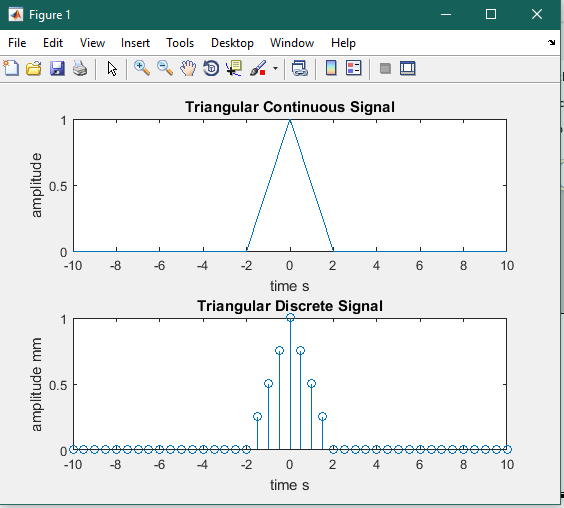 Figure 1
File Edit View Insert Tools Desktop Window Help
Triangular Continuous Signal
1
0.5
0
amplitude
-10 -8 -6 -4 -2 0 2 4 6 8 10
time s
Triangular Discrete Signal
1
0.5
0
amplitude mm
-10 -8 -6 -4 -2 0 2 4 6 8 10
time s